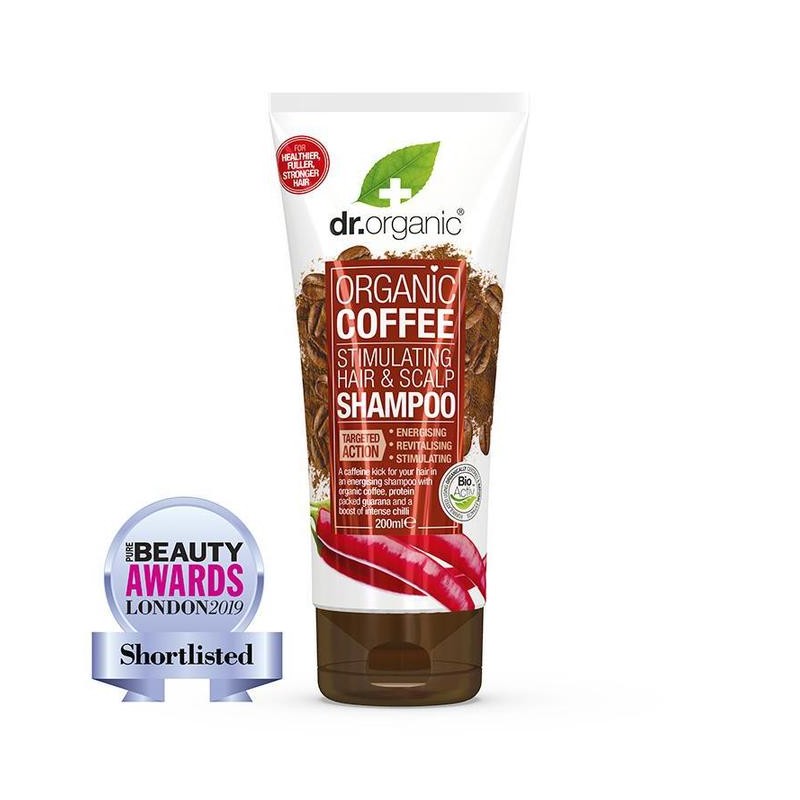 FOR
HEALTHIER,
FULLER,
STRONGER
HAIR
dr.organic®
ORGANIC
COFFEE
STIMULATING
HAIR & SCALP
SHAMPOO
TARGETED
ACTION
• ENERGISING
• REVITALISING
• STIMULATING
A caffeine kick for your hair in
an energising shampoo with
organic coffee, protein
packed guarana and a
boost of intense chilli
200ml℮
Bio
Activ
PURE
BEAUTY
AWARDS
LONDON2019
Shortlisted